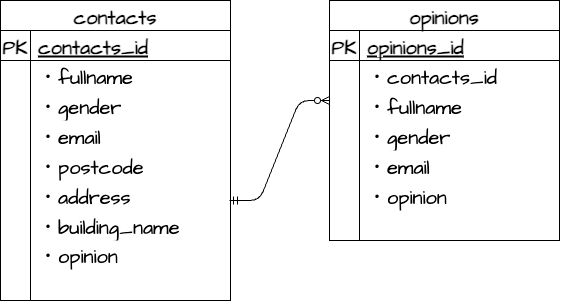 contacts
PK contacts_id
・fullname
・gender
・email
・postcode
・address
・building_name
・opinion
opinions
PK opinions_id
・contacts_id
・fullname
・gender
・email
・opinion